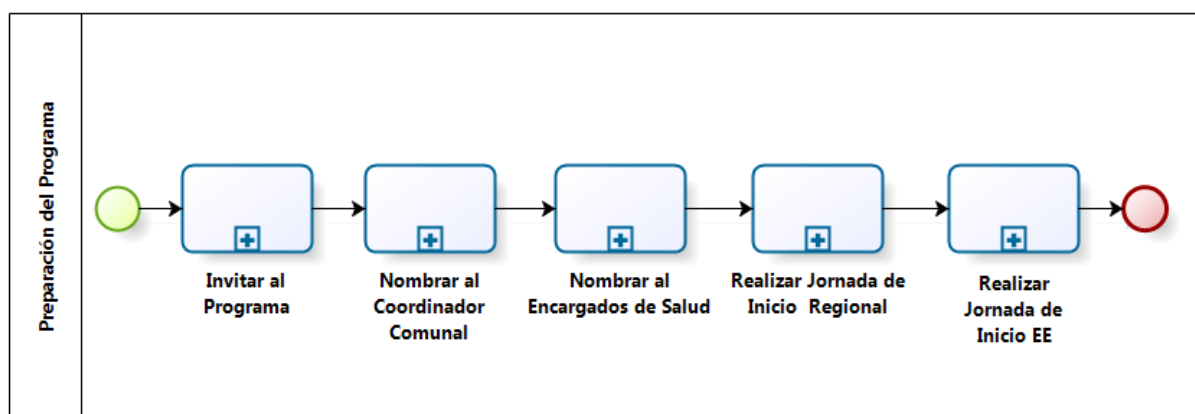 Preparación del Programa
Invitar al
Programa
Nombrar al
Coordinador
Comunal
Nombrar al
Encargados de Salud
Realizar Jornada de
Inicio Regional
Realizar
Jornada de
Inicio EE